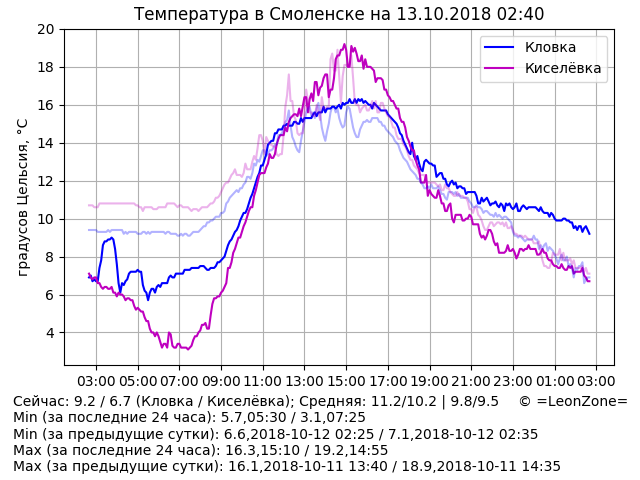 Температура в Смоленске на 13.10.2018 02:40
градусов Цельсия, °C
20
18
16
14
12
10
8
6
4
Кловка
Киселёвка
03:00 05:00 07:00 09:00 11:00 13:00 15:00 17:00 19:00 21:00 23:00 01:00 03:00
Сейчас: 9.2 / 6.7 (Кловка / Киселёвка); Средняя: 11.2/10.2 | 9.8/9.5 © =LeonZone=
Min (за последние 24 часа): 5.7,05:30 / 3.1,07:25
Min (за предыдущие сутки): 6.6,2018-10-12 02:25 / 7.1,2018-10-12 02:35
Max (за последние 24 часа): 16.3,15:10 / 19.2,14:55
Max (за предыдущие сутки): 16.1,2018-10-11 13:40 / 18.9,2018-10-11 14:35